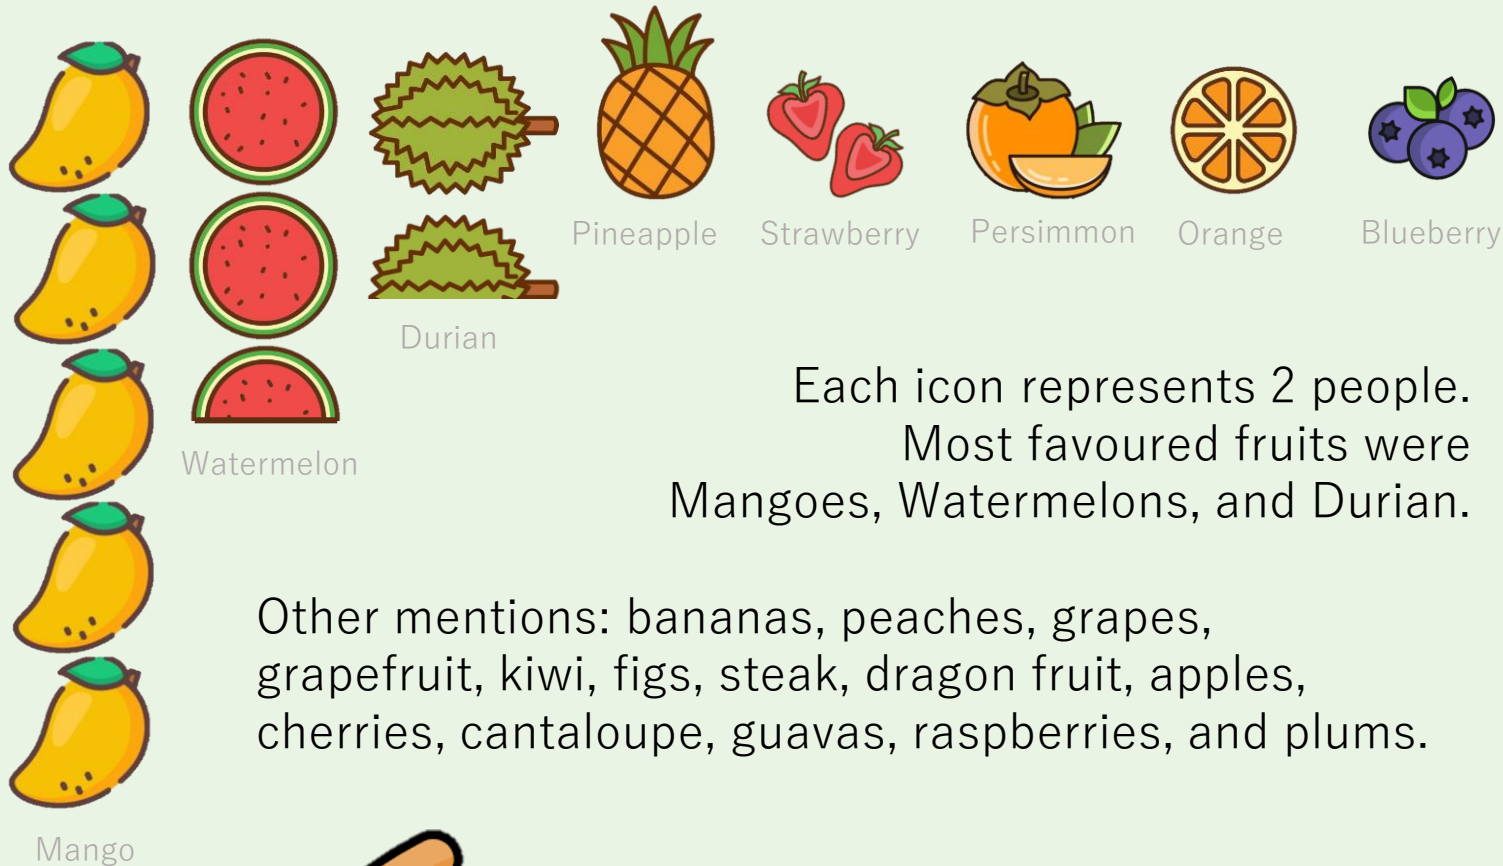 Pineapple
Strawberry
Persimmon
Orange
Blueberry
Durian
Watermelon
Each icon represents 2 people.
Most favoured fruits were
Mangoes, Watermelons, and Durian.
Other mentions: bananas, peaches, grapes,
grapefruit, kiwi, figs, steak, dragon fruit, apples,
cherries, cantaloupe, guavas, raspberries, and plums.
Mango